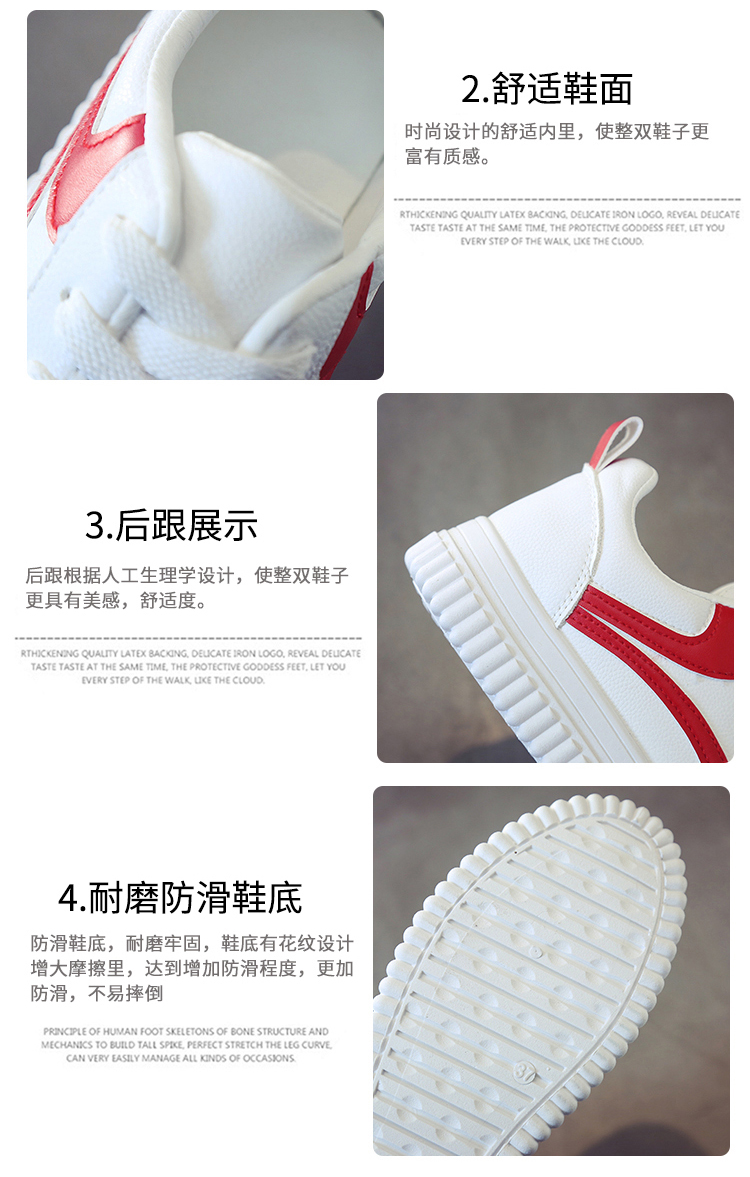 2.舒适鞋面
时尚设计的舒适内里，使整双鞋子更
富有质感。
RTHICKENING QUALITY LATEX BACKING, DELICATE IRON LOGO, REVEAL DELICATE
TASTE TASTE AT THE SAME TIME, THE PROTECTIVE GODDESS FEET, LET YOU
EVERY STEP OF THE WALK, LIKE THE CLOUD.
3.后跟展示
后跟根据人工生理学设计，使整双鞋子
更具有美感，舒适度。
RTHICKENING QUALITY LATEX BACKING, DELICATE IRON LOGO, REVEAL DELICATE
TASTE TASTE AT THE SAME TIME, THE PROTECTIVE GODDESS FEET, LET YOU
EVERY STEP OF THE WALK, LIKE THE CLOUD.
4.耐磨防滑鞋底
防滑鞋底，耐磨牢固，鞋底有花纹设计
增大摩擦里，达到增加防滑程度，更加
防滑，不易摔倒
PRINCIPLE OF HUMAN FOOT SKELETONS OF BONE STRUCTURE AND
MECHANICS TO BUILD TALL SPIKE, PERFECT STRETCH THE LEG CURVE,
CAN VERY EASILY MANAGE ALL KINDS OF OCCASIONS.
37